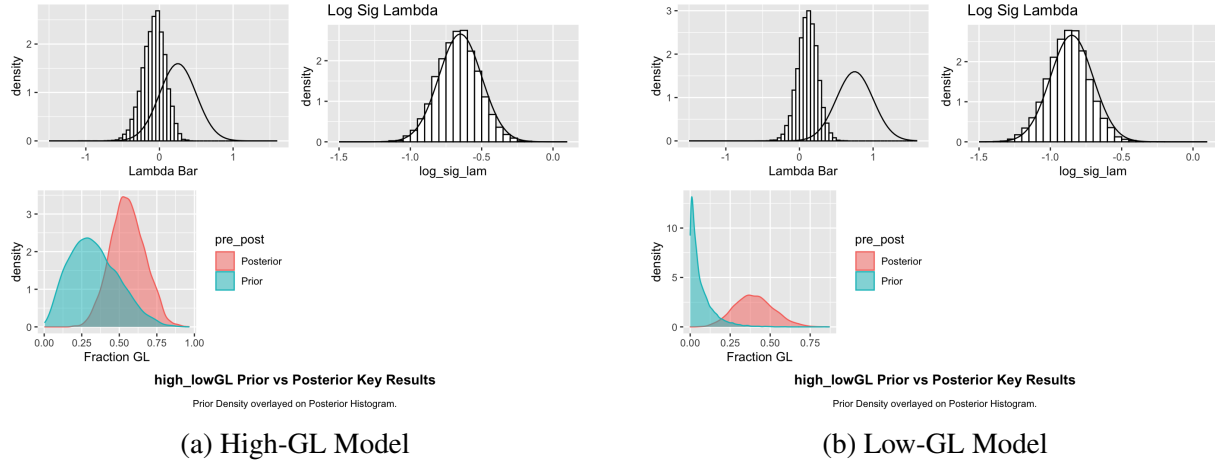 Log Sig Lambda
density
0
1
2
-1
0
1
Lambda Bar
density
0
1
2
-1.5
-1.0
-0.5
0.0
log_sig_lam
density
0
1
2
3
0.00
0.25
0.50
0.75
1.00
Fraction GL
pre_post
Posterior
Prior
high_lowGL Prior vs Posterior Key Results
Prior Density overlayed on Posterior Histogram.
(a) High-GL Model
Log Sig Lambda
density
0
1
2
3
-1
0
1
Lambda Bar
density
0
1
2
-1.5
-1.0
-0.5
0.0
log_sig_lam
density
0
5
10
0.00
0.25
0.50
0.75
Fraction GL
pre_post
Posterior
Prior
high_lowGL Prior vs Posterior Key Results
Prior Density overlayed on Posterior Histogram.
(b) Low-GL Model